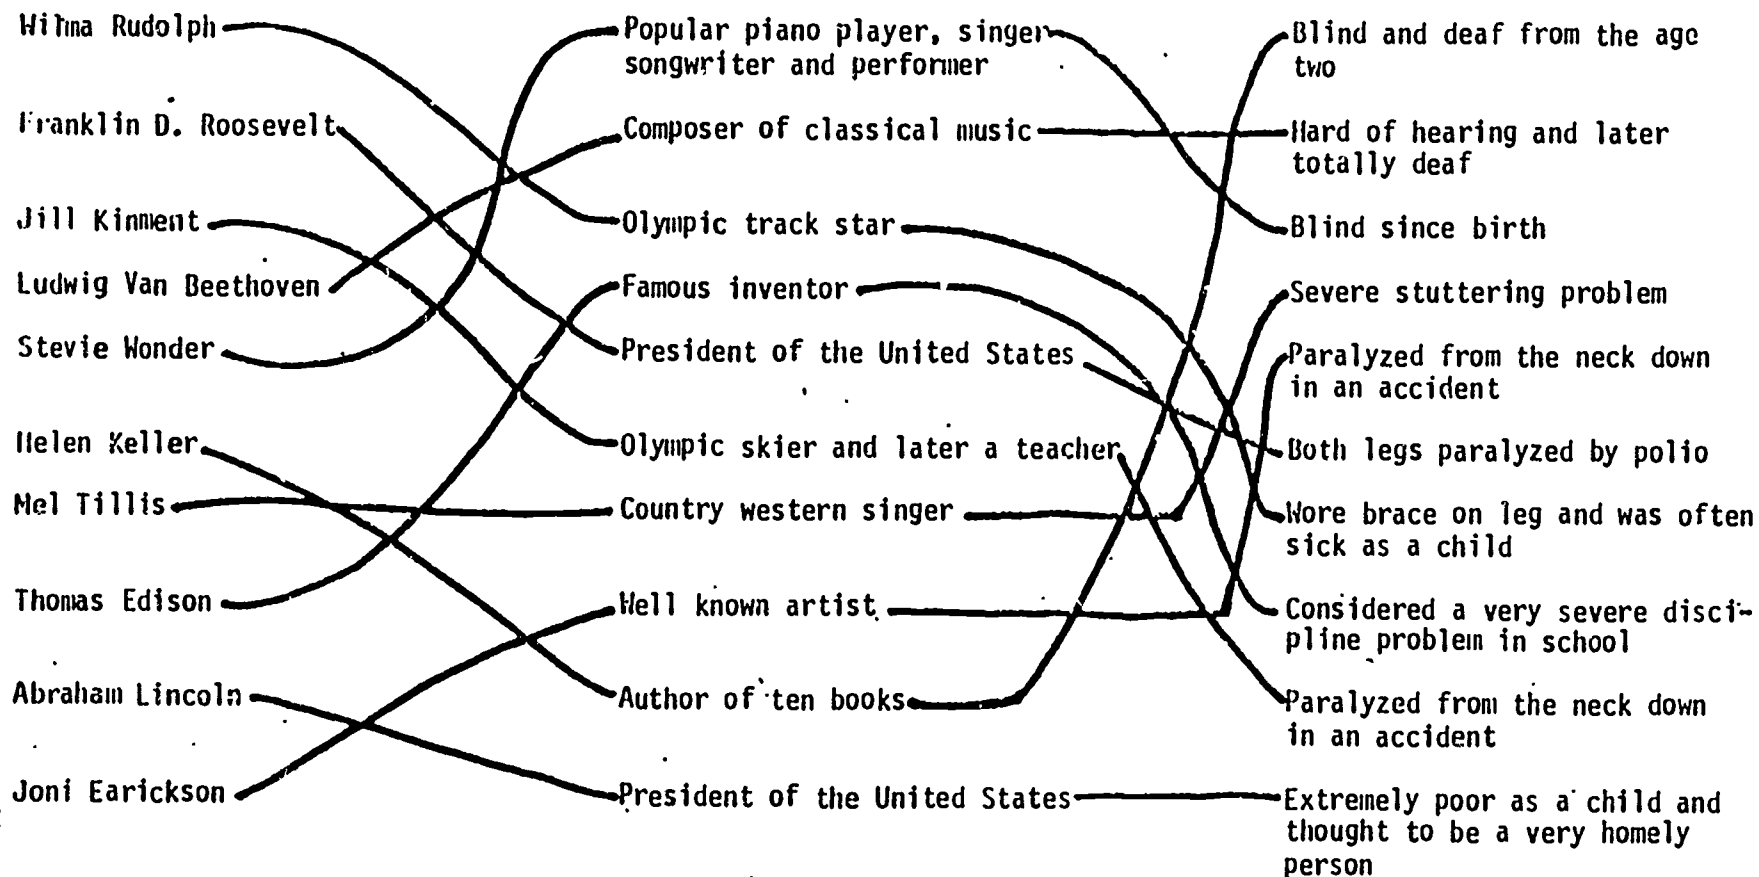 Wilma Rudolph
Franklin D. Roosevelt
Jill Kinment
Ludwig Van Beethoven
Stevie Wonder
Helen Keller
Mel Tillis
Thomas Edison
Abraham Lincoln
Joni Earickson
Popular piano player, singer
songwriter and performer
Composer of classical music
Olympic track star
Famous inventor
President of the United States
Olympic skier and later a teacher
Country western singer
Well known artist
Author of ten books
President of the United States
Blind and deaf from the age
two
Hard of hearing and later
totally deaf
Blind since birth
Severe stuttering problem
Paralyzed from the neck down
in an accident
Both legs paralyzed by polio
Wore brace on leg and was often
sick as a child
Considered a very severe disci-
pline problem in school
Paralyzed from the neck down
in an accident
Extremely poor as a child and
thought to be a very homely
person